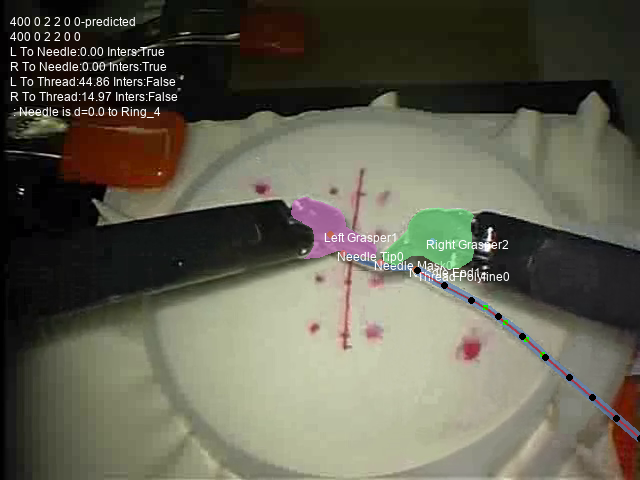 400 0 2 2 0 0-predicted
400 0 2 2 0 0
L To Needle:0.00 Inters:True
R To Needle:0.00 Inters:True
L To Thread:44.86 Inters:False
R To Thread:14.97 Inters:False
: Needle is d=0.0 to Ring_4
Left Grasper1
Right Grasper2
Needle Tip0
Needle Mask0
Thread Polyline0